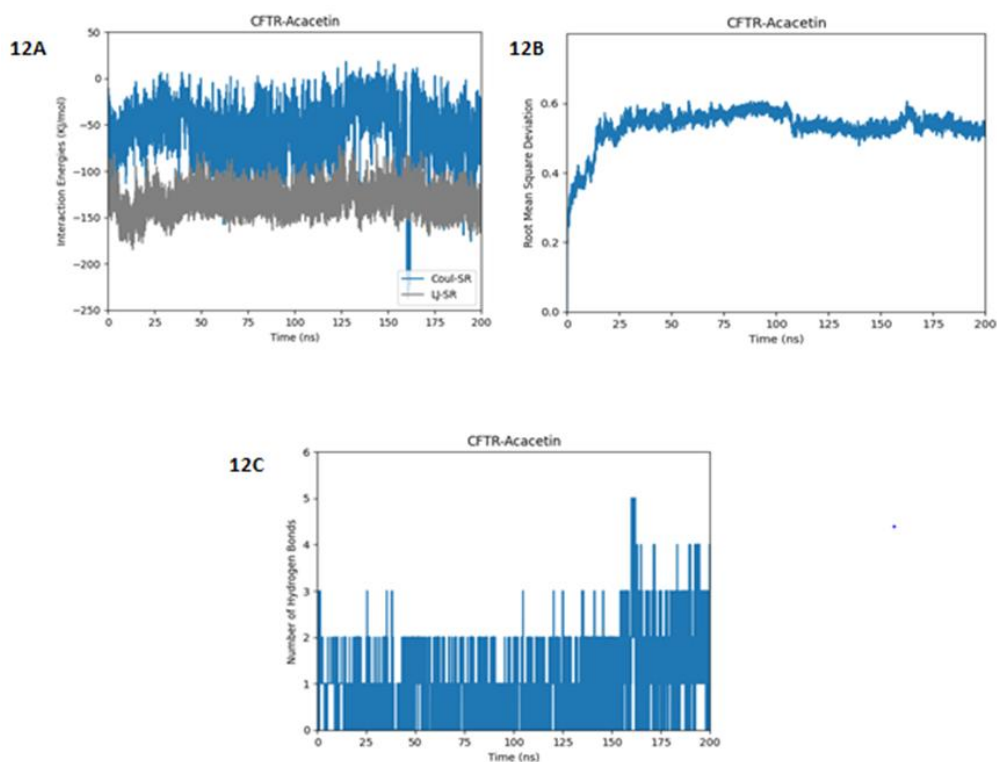 12A
CFTR-Acacetin
Interaction Energies (KJ/mol)
50
0
−50
−100
−150
−200
−250
Coul-SR
LJ-SR
0 25 50 75 100 125 150 175 200
Time (ns)
12B
CFTR-Acacetin
Root Mean Square Deviation
0.6
0.4
0.2
0.0
0 25 50 75 100 125 150 175 200
Time (ns)
12C
CFTR-Acacetin
Number of Hydrogen Bonds
6
5
4
3
2
1
0
0 25 50 75 100 125 150 175 200
Time (ns)